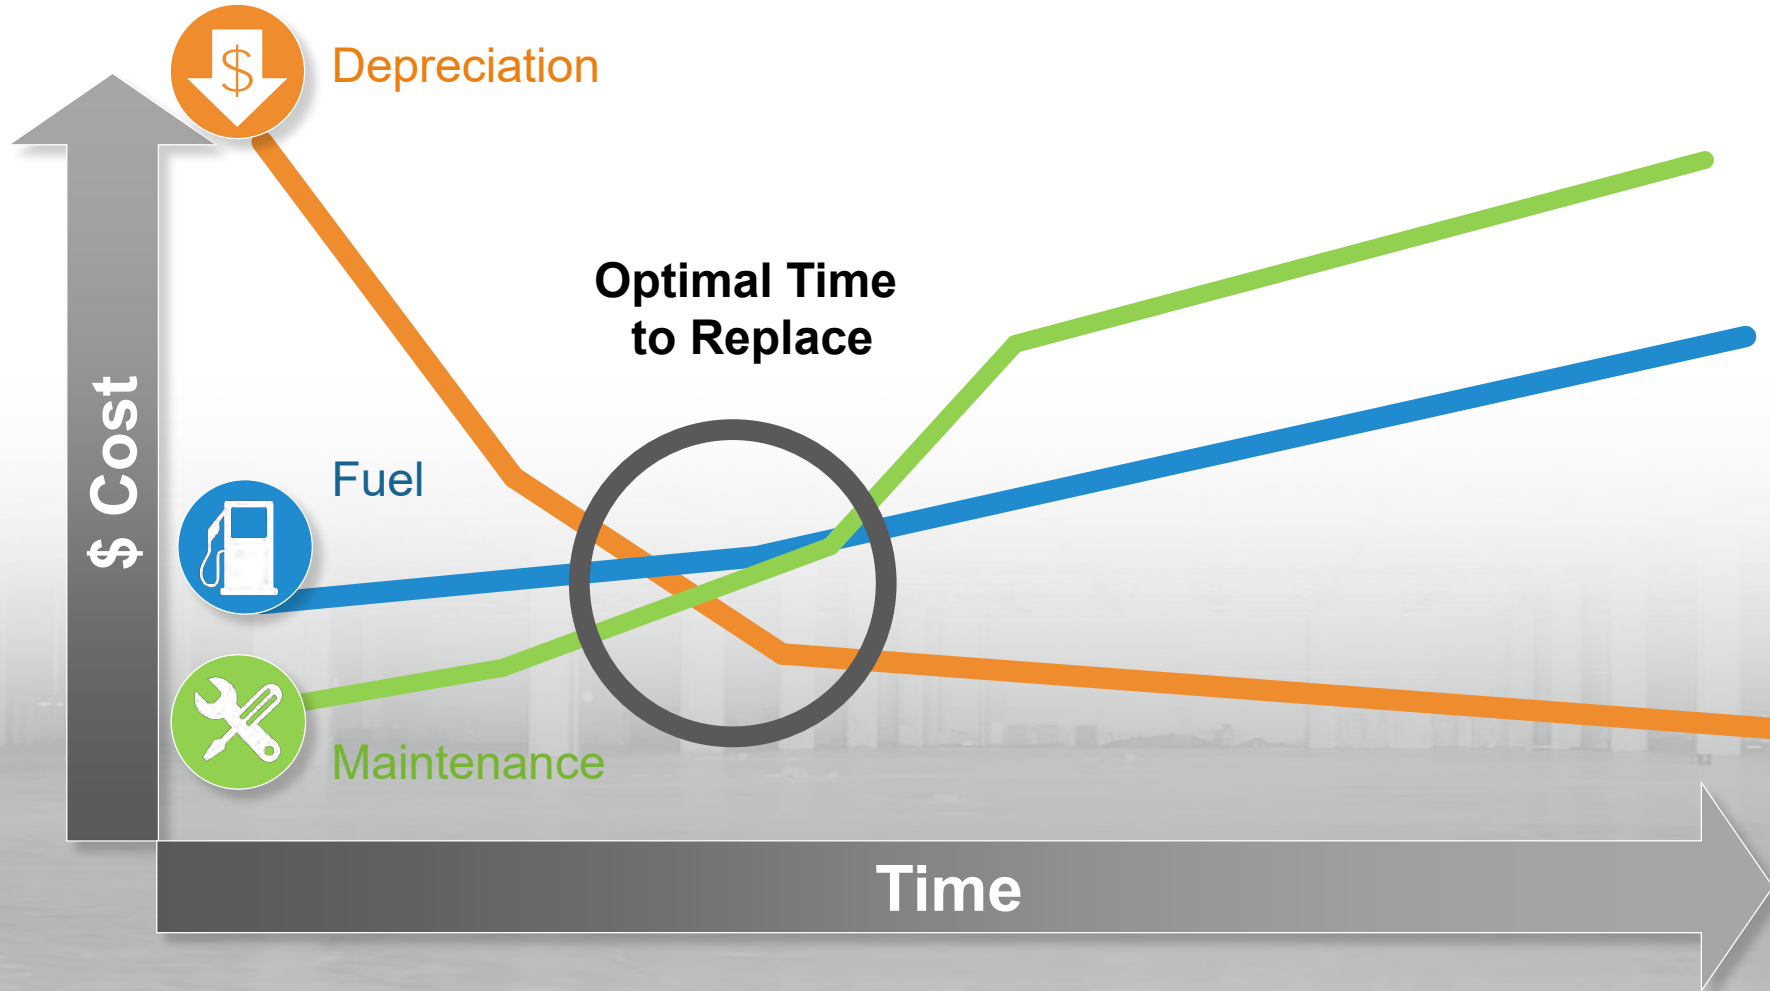 $
Depreciation
Optimal Time
to Replace
$ Cost
Fuel
Maintenance
Time